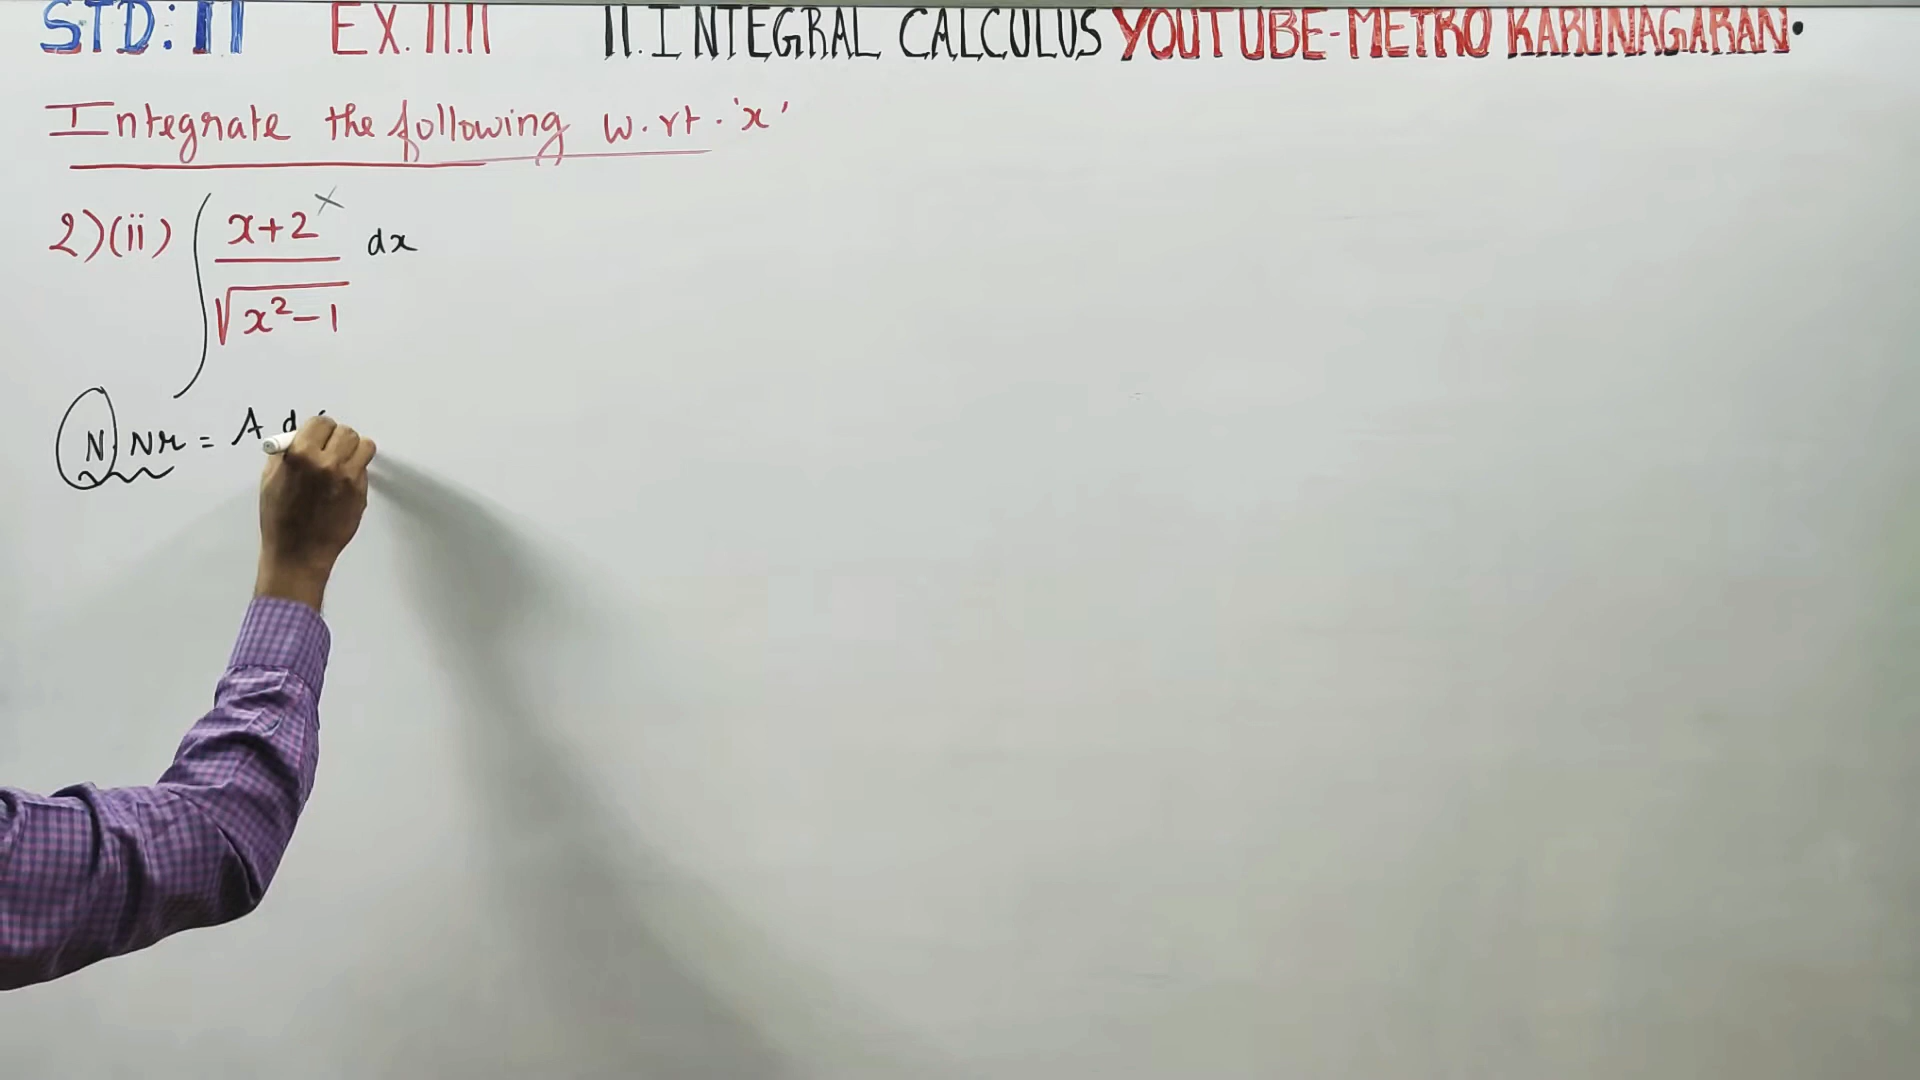 STD: 11 EX. 11.11 11. INTEGRAL CALCULUS YOUTUBE-METRO KARUNAGARAN.
Integrate the following w.r.t. 'x'
2)(ii) ∫ x+2 / √x²-1 dx
N Nr = A d